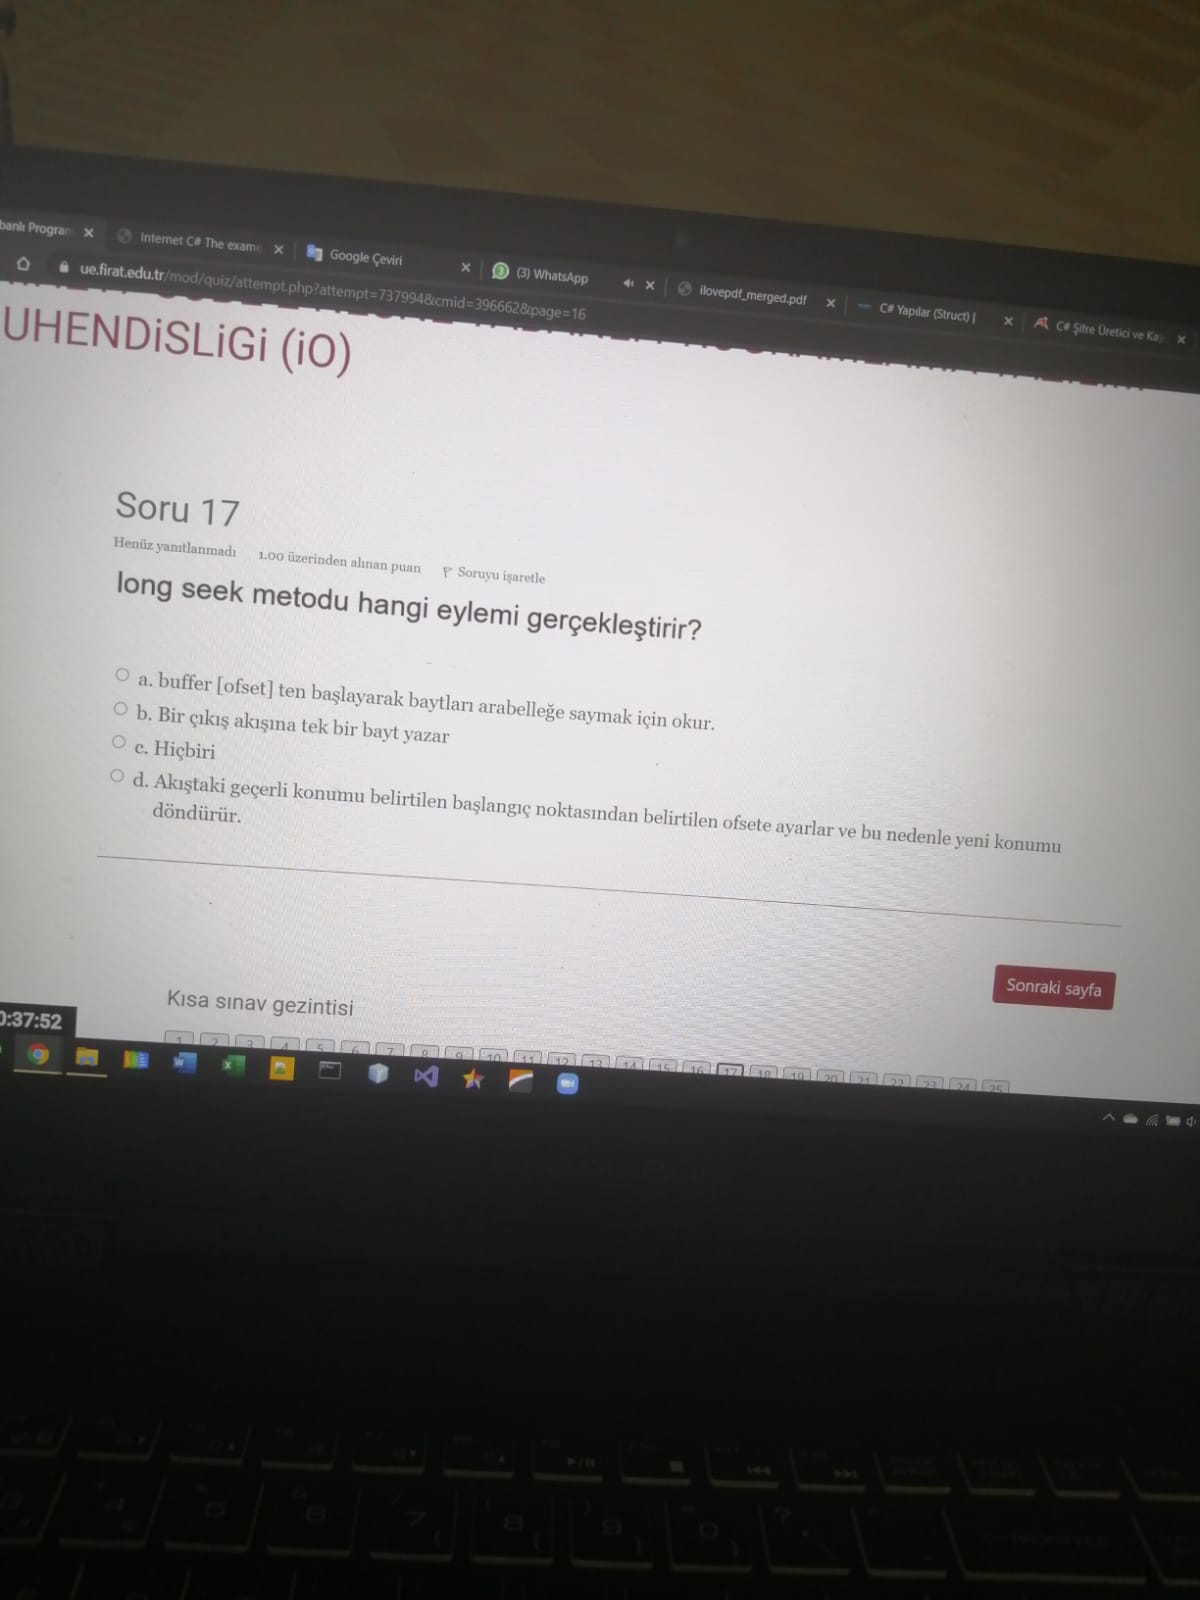 banlı Program
Internet C# The exam
Google Çeviri
(3) WhatsApp
ilovepdf_merged.pdf
C# Yapılar (Struct) |
C# Şifre Üretici ve Kay
ue.firat.edu.tr/mod/quiz/attempt.php?attempt=737994&cmid=396662&page=16
UHENDiSLiGi (iO)
Soru 17
Henüz yanıtlanmadı 1.00 üzerinden alınan puan Soruyu işaretle
long seek metodu hangi eylemi gerçekleştirir?
a. buffer [ofset] ten başlayarak baytları arabelleğe saymak için okur.
b. Bir çıkış akışına tek bir bayt yazar
c. Hiçbiri
d. Akıştaki geçerli konumu belirtilen başlangıç noktasından belirtilen ofsete ayarlar ve bu nedenle yeni konumu
döndürür.
Sonraki sayfa
Kısa sınav gezintisi
0:37:52
1 2 3 4 5 6 7 8 9 10 11 12 13 14 15 16 17 18 19 20 21 22 23 24 25